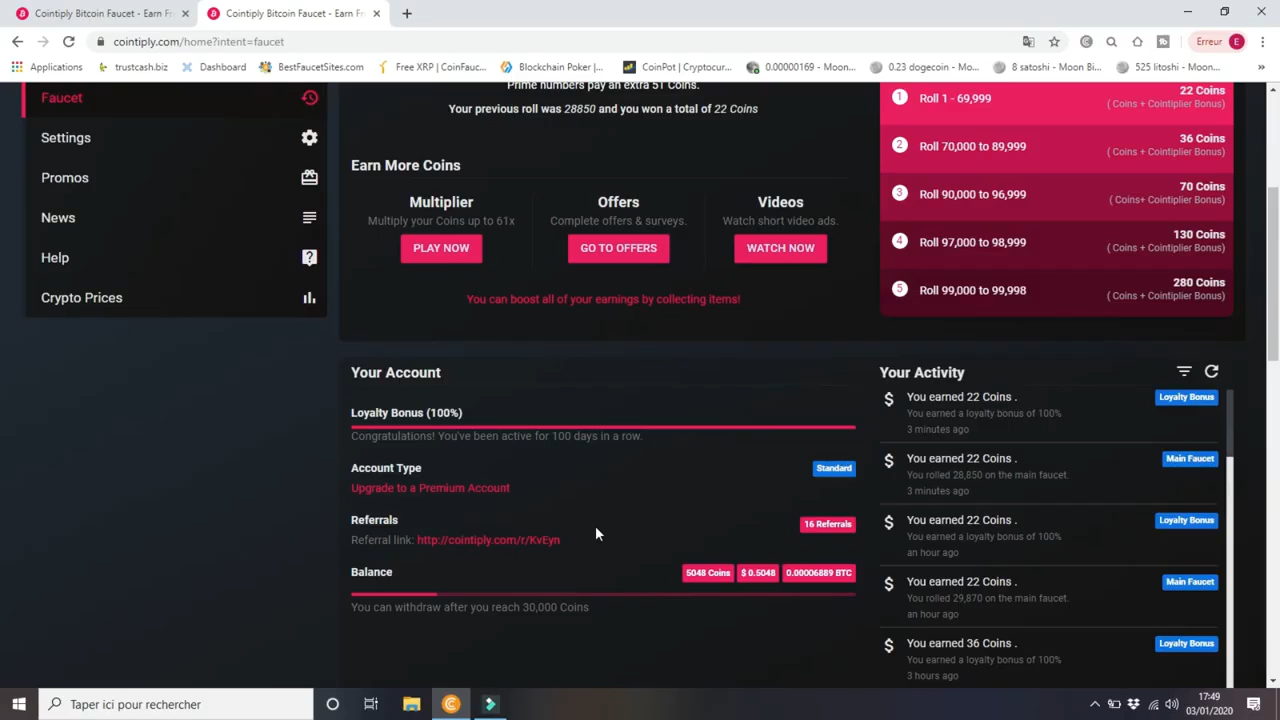 Cointiply Bitcoin Faucet - Earn Fr
Cointiply Bitcoin Faucet - Earn Fr
cointiply.com/home?intent=faucet
Erreur E
Applications
trustcash.biz
Dashboard
BestFaucetSites.com
Free XRP | CoinFauc...
Blockchain Poker |...
CoinPot | Cryptocur...
0.00000169 - Moon...
0.23 dogecoin - Mo...
8 satoshi - Moon Bi...
525 litoshi - Moon...
Faucet
Settings
Promos
News
Help
Crypto Prices
Prime numbers pay an extra 51 Coins.
Your previous roll was 28850 and you won a total of 22 Coins
Earn More Coins
Multiplier
Multiply your Coins up to 61x
PLAY NOW
Offers
Complete offers & surveys.
GO TO OFFERS
Videos
Watch short video ads.
WATCH NOW
You can boost all of your earnings by collecting items!
1 Roll 1 - 69,999 22 Coins
( Coins + Cointiplier Bonus)
2 Roll 70,000 to 89,999 36 Coins
( Coins + Cointiplier Bonus)
3 Roll 90,000 to 96,999 70 Coins
( Coins+ Cointiplier Bonus)
4 Roll 97,000 to 98,999 130 Coins
( Coins + Cointiplier Bonus)
5 Roll 99,000 to 99,998 280 Coins
( Coins + Cointiplier Bonus)
Your Account
Loyalty Bonus (100%)
Congratulations! You've been active for 100 days in a row.
Account Type Standard
Upgrade to a Premium Account
Referrals 16 Referrals
Referral link: http://cointiply.com/r/KvEyn
Balance 5048 Coins $ 0.5048 0.00006889 BTC
You can withdraw after you reach 30,000 Coins
Your Activity
You earned 22 Coins . Loyalty Bonus
You earned a loyalty bonus of 100%
3 minutes ago
You earned 22 Coins . Main Faucet
You rolled 28,850 on the main faucet.
3 minutes ago
You earned 22 Coins . Loyalty Bonus
You earned a loyalty bonus of 100%
an hour ago
You earned 22 Coins . Main Faucet
You rolled 29,870 on the main faucet.
an hour ago
You earned 36 Coins . Loyalty Bonus
You earned a loyalty bonus of 100%
3 hours ago
Taper ici pour rechercher
17:49
03/01/2020